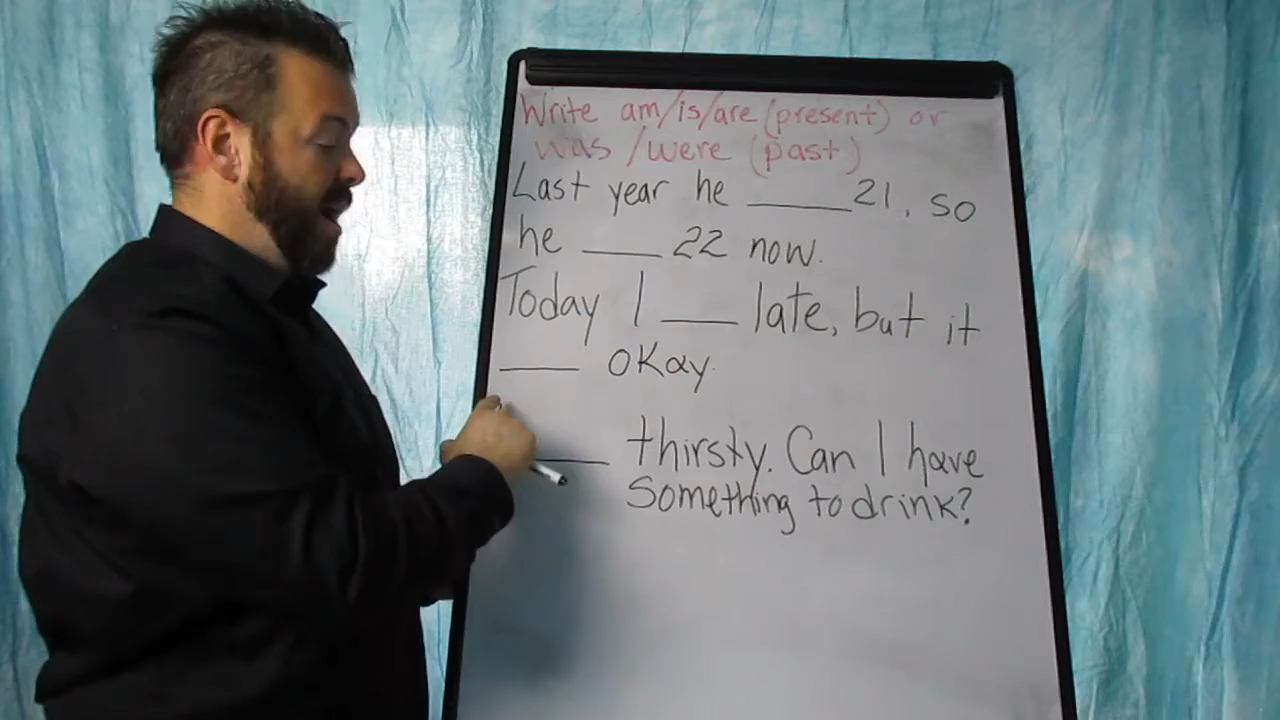 Write am/is/are (present) or
was/were (past)
Last year he _____ 21, so
he ____ 22 now.
Today I ____ late, but it
____ okay.
____ thirsty. Can I have
something to drink?